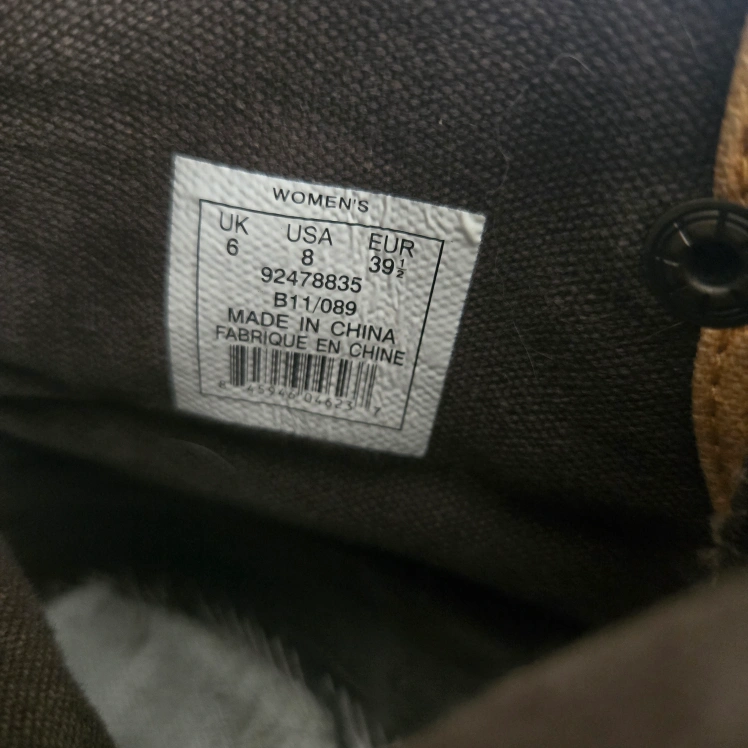 WOMEN'S
UK USA EUR
6 8 39½
92478835
B11/089
MADE IN CHINA
FABRIQUE EN CHINE